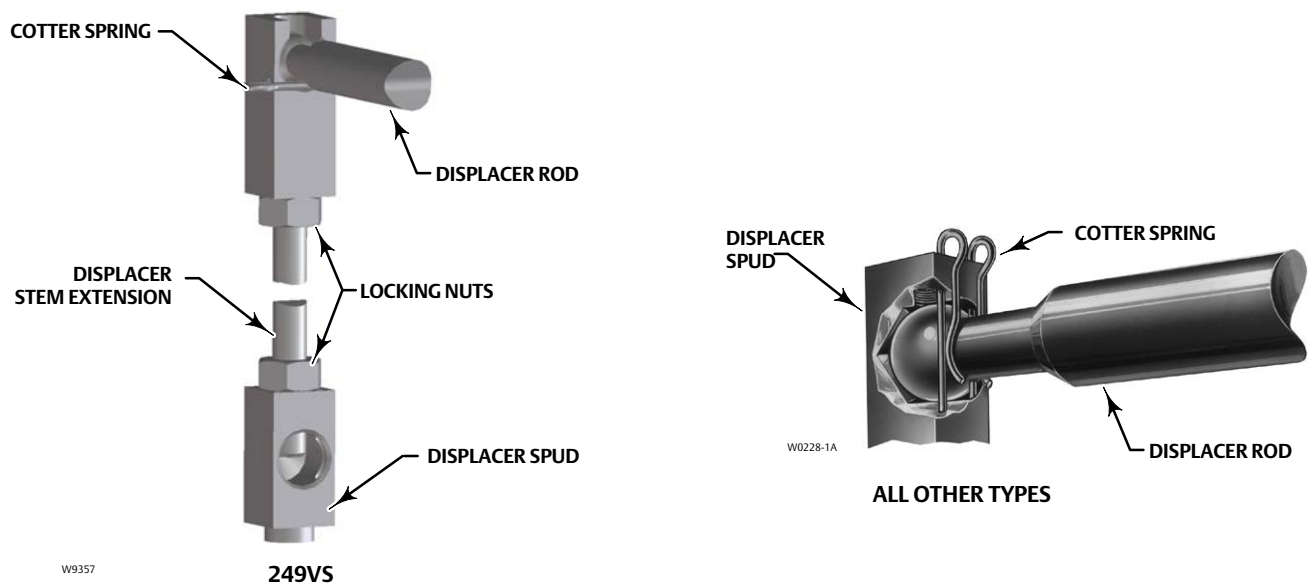 COTTER SPRING
DISPLACER ROD
DISPLACER
STEM EXTENSION
LOCKING NUTS
DISPLACER SPUD
W9357
249VS
DISPLACER
SPUD
COTTER SPRING
W0228-1A
DISPLACER ROD
ALL OTHER TYPES